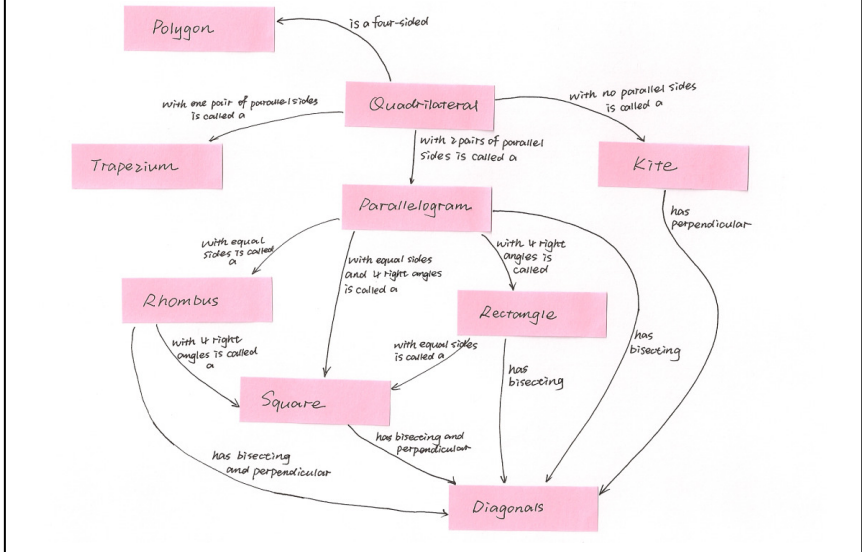 Polygon
is a four-sided
Quadrilateral
with one pair of parallel sides
is called a
with no parallel sides
is called a
with 2 pairs of parallel
sides is called a
Trapezium
Kite
Parallelogram
has
perpendicular
with equal
sides is called
a
with equal sides
and 4 right angles
is called a
with 4 right
angles is
called
Rhombus
Rectangle
with 4 right
angles is called
a
with equal sides
is called a
has
bisecting
has
bisecting
Square
has bisecting and
perpendicular
has bisecting
and perpendicular
Diagonals